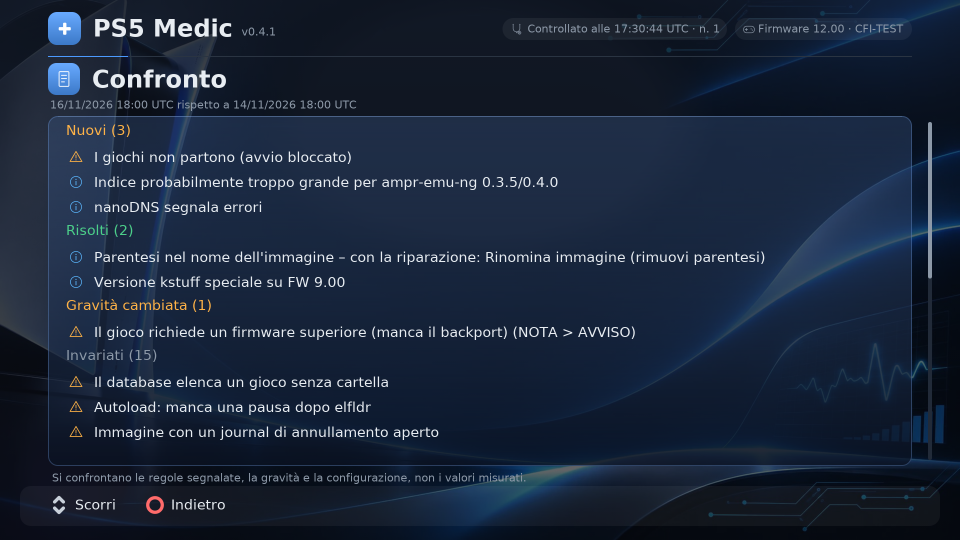 PS5 Medic v0.4.1
Controllato alle 17:30:44 UTC · n. 1
Firmware 12.00 · CFI-TEST
Confronto
16/11/2026 18:00 UTC rispetto a 14/11/2026 18:00 UTC
Nuovi (3)
I giochi non partono (avvio bloccato)
Indice probabilmente troppo grande per ampr-emu-ng 0.3.5/0.4.0
nanoDNS segnala errori
Risolti (2)
Parentesi nel nome dell'immagine – con la riparazione: Rinomina immagine (rimuovi parentesi)
Versione kstuff speciale su FW 9.00
Gravità cambiata (1)
Il gioco richiede un firmware superiore (manca il backport) (NOTA > AVVISO)
Invariati (15)
Il database elenca un gioco senza cartella
Autoload: manca una pausa dopo elfldr
Immagine con un journal di annullamento aperto
Si confrontano le regole segnalate, la gravità e la configurazione, non i valori misurati.
Scorri
Indietro